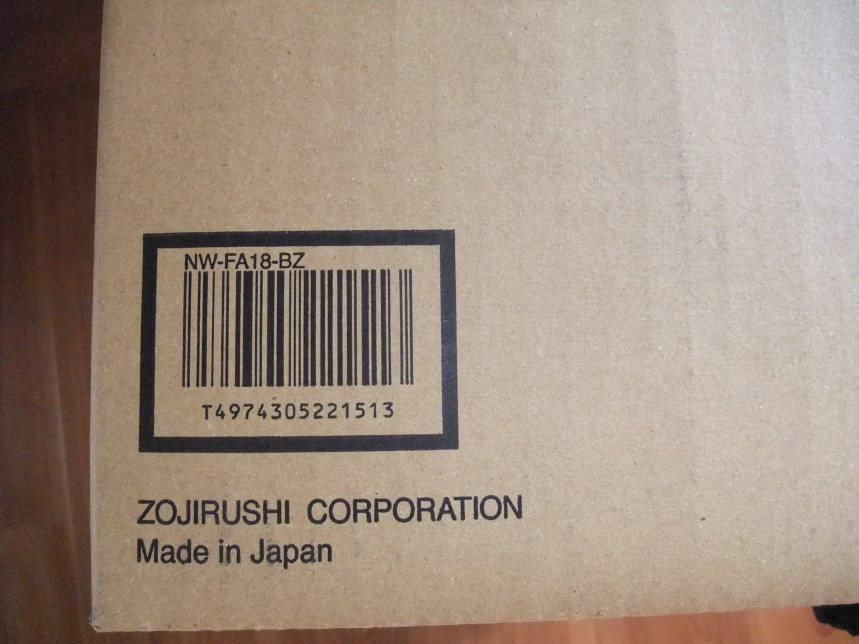 NW-FA18-BZ
T4974305221513
ZOJIRUSHI CORPORATION
Made in Japan